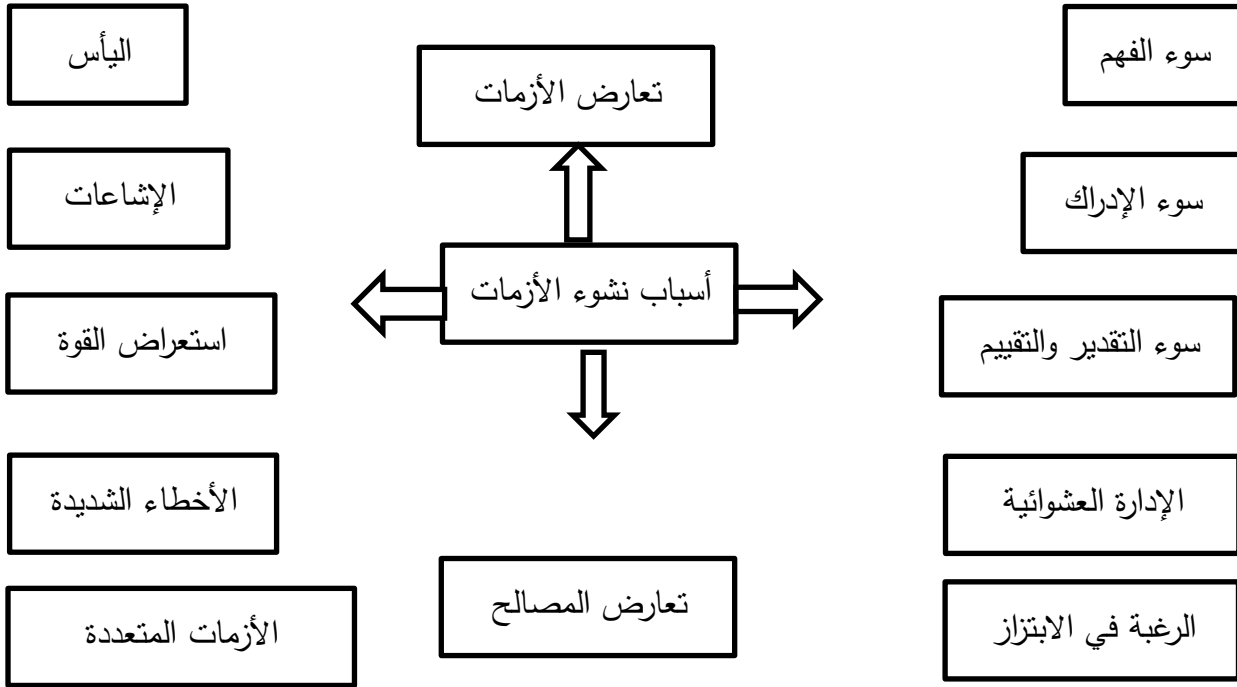 سوء الفهم
تعارض الأزمات
اليأس
سوء الإدراك
الإشاعات
أسباب نشوء الأزمات
سوء التقدير والتقييم
استعراض القوة
الإدارة العشوائية
الأخطاء الشديدة
الرغبة في الابتزاز
تعارض المصالح
الأزمات المتعددة